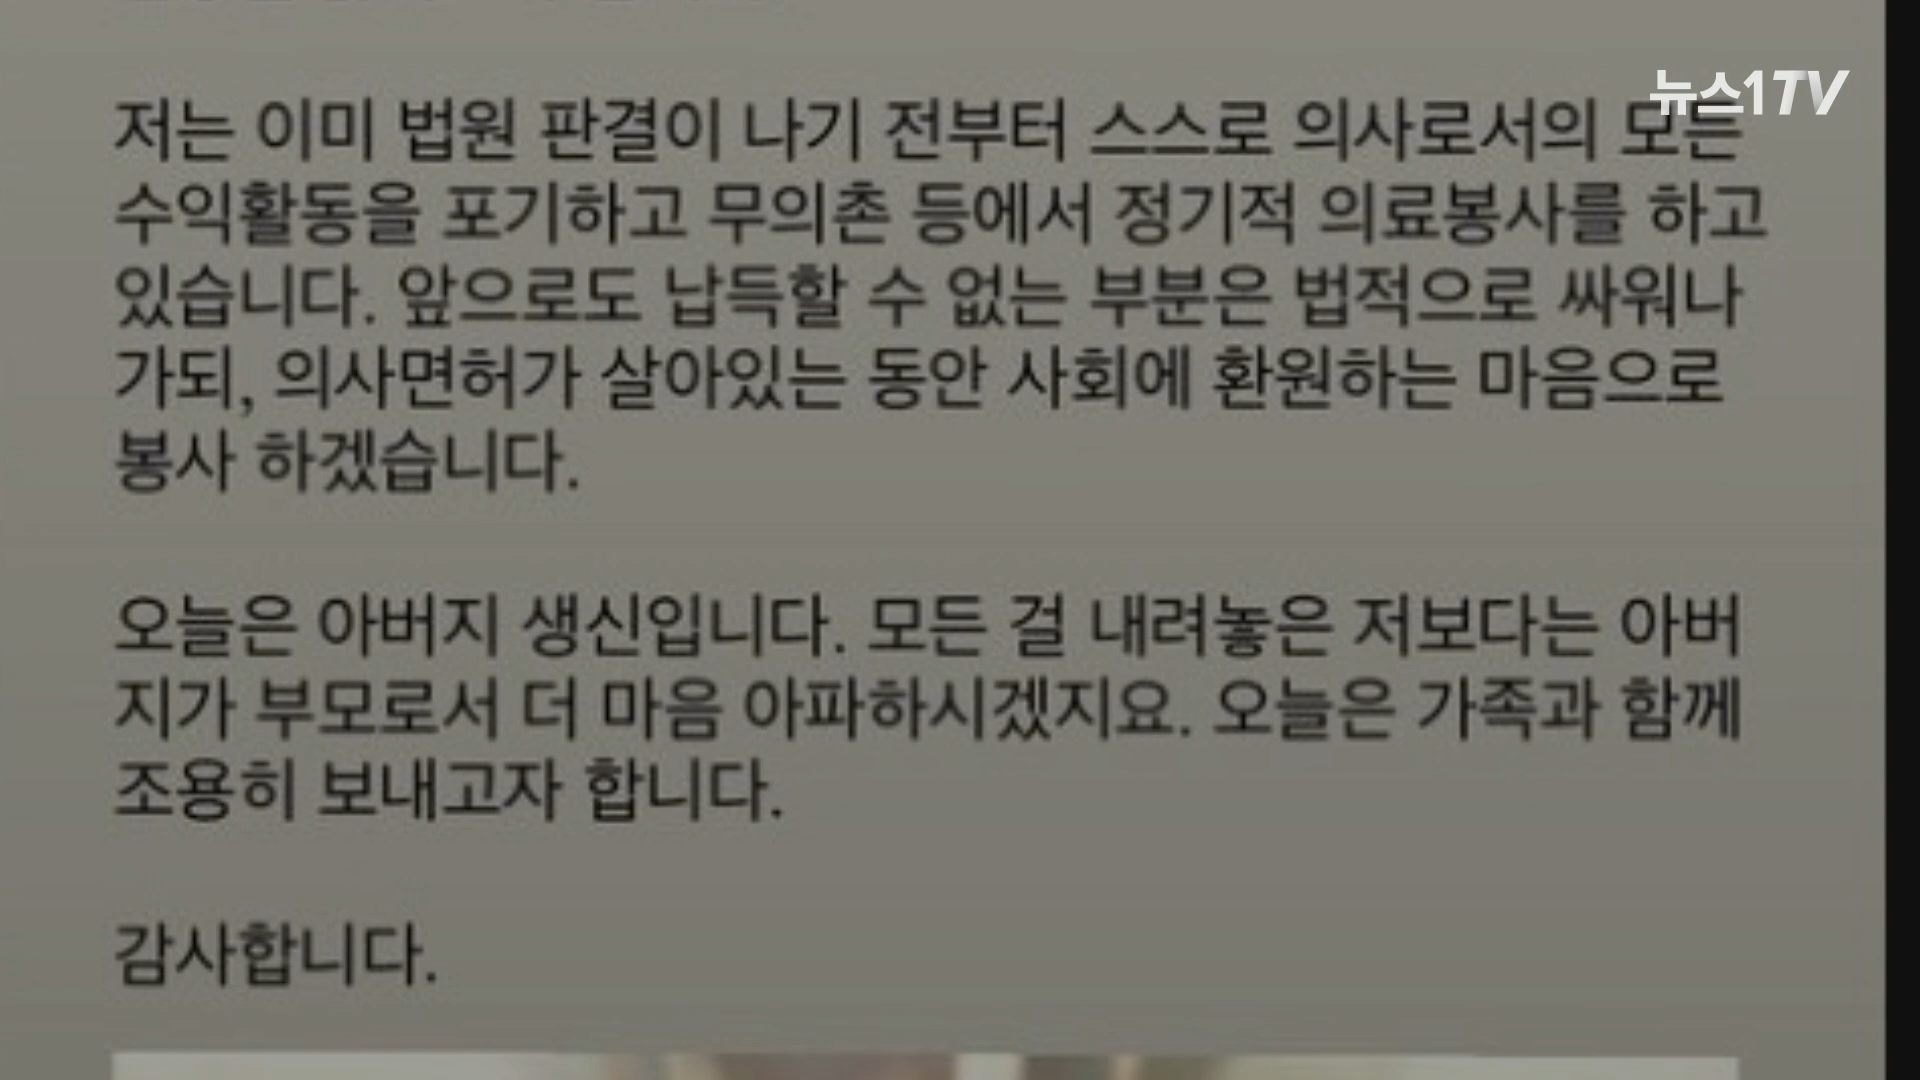 뉴스1TV
저는 이미 법원 판결이 나기 전부터 스스로 의사로서의 모든
수익활동을 포기하고 무의촌 등에서 정기적 의료봉사를 하고
있습니다. 앞으로도 납득할 수 없는 부분은 법적으로 싸워나
가되, 의사면허가 살아있는 동안 사회에 환원하는 마음으로
봉사 하겠습니다.
오늘은 아버지 생신입니다. 모든 걸 내려놓은 저보다는 아버
지가 부모로서 더 마음 아파하시겠지요. 오늘은 가족과 함께
조용히 보내고자 합니다.
감사합니다.